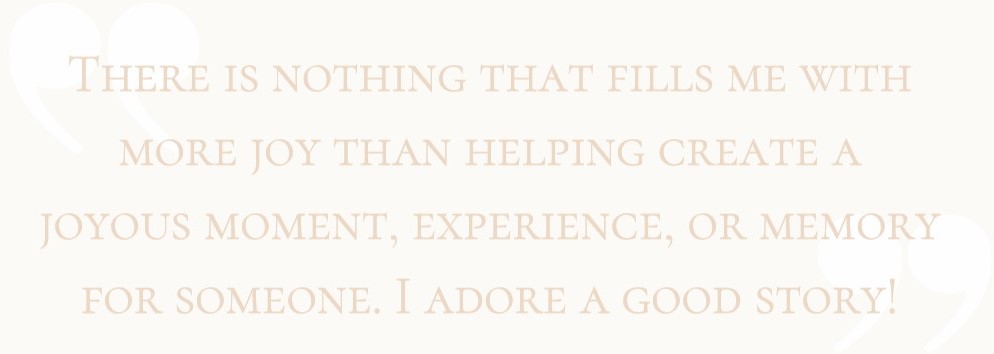 There is nothing that fills me with
more joy than helping create a
joyous moment, experience, or memory
for someone. I adore a good story!